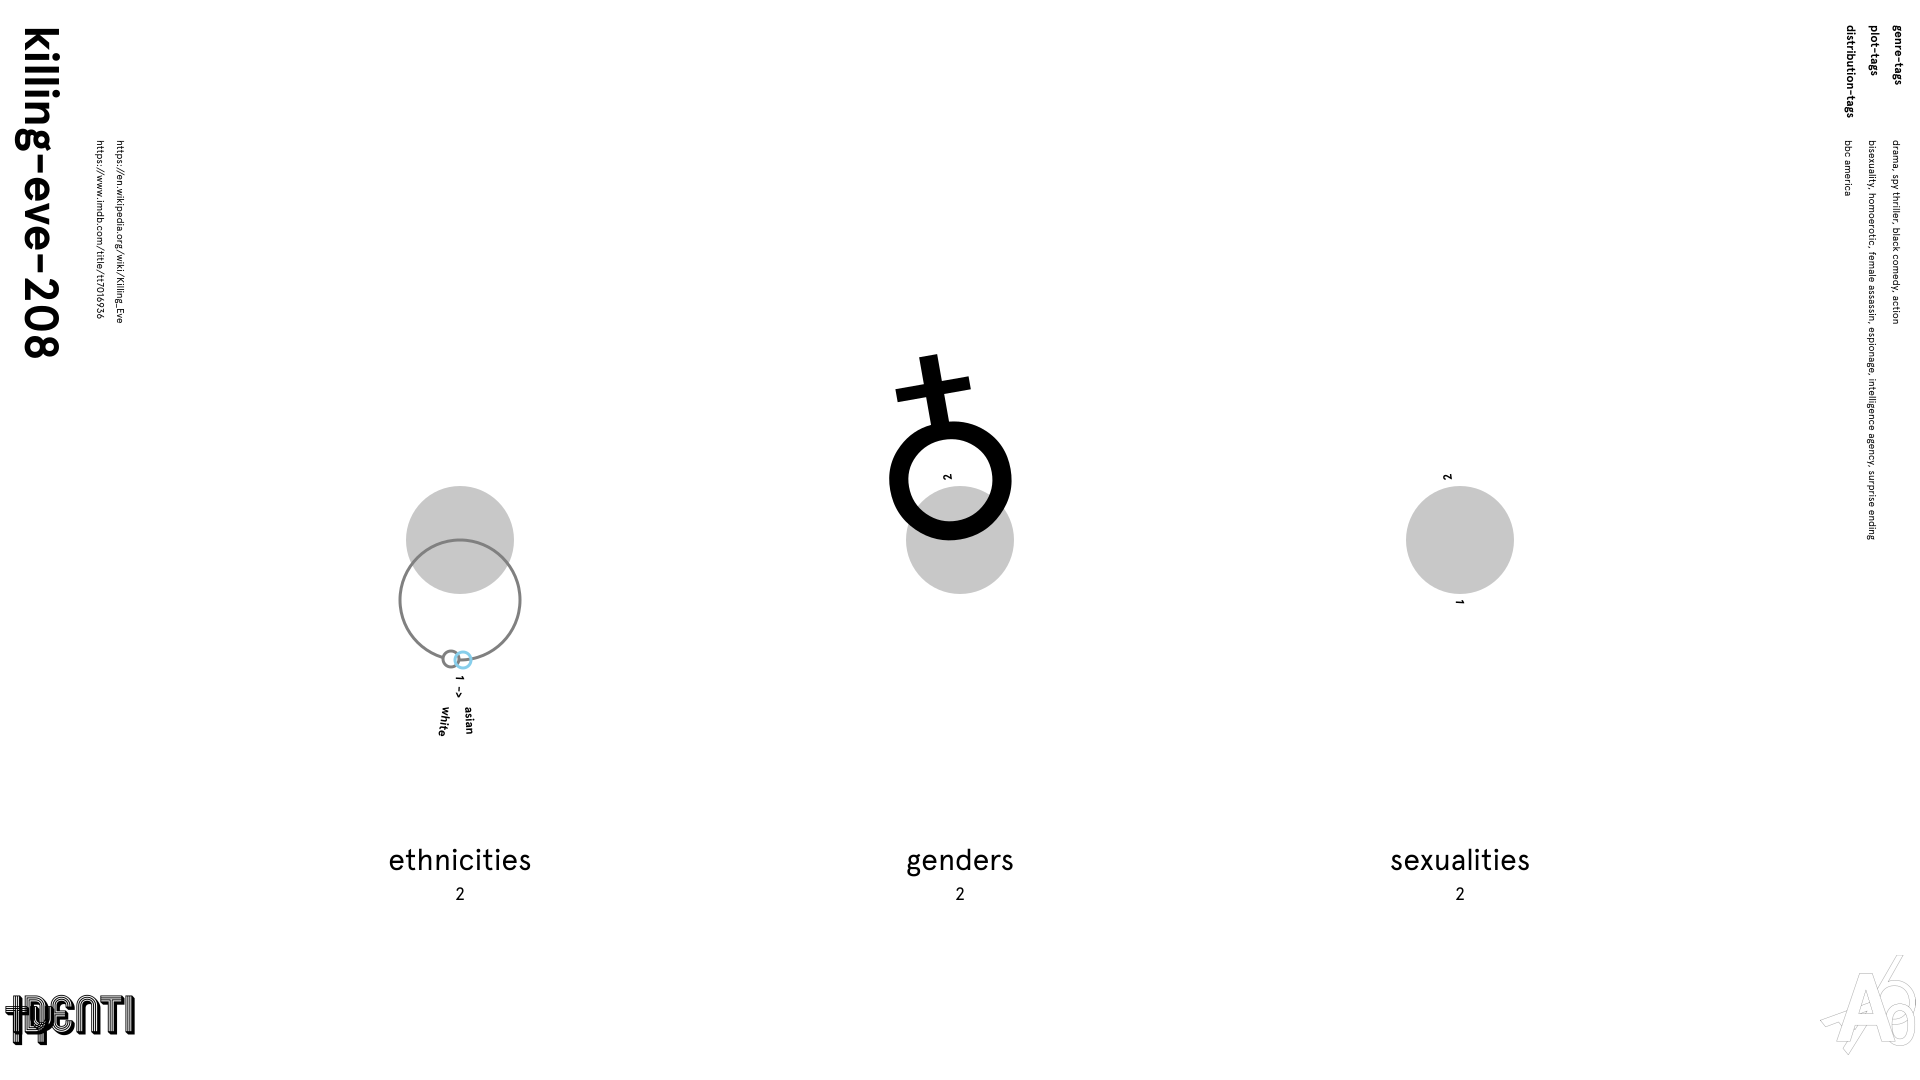 killing-eve-208
https://en.wikipedia.org/wiki/Killing_Eve
https://www.imdb.com/title/tt7016936
genre-tags
drama, spy thriller, black comedy, action
plot-tags
bisexuality, homoerotic, female assassin, espionage, intelligence agency, surprise ending
distribution-tags
bbc america
1 ->
asian
white
ethnicities
2
2
genders
2
2
1
sexualities
2
IDENTI
ty